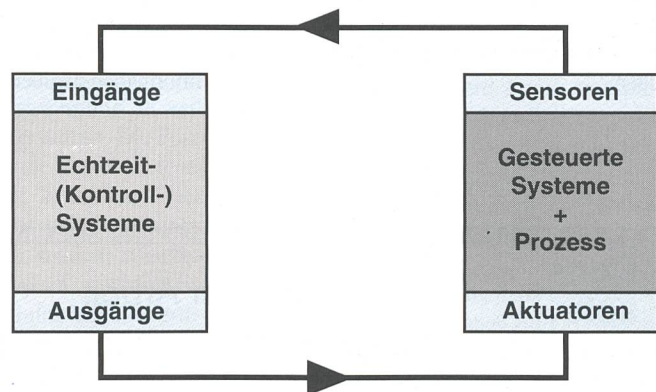 Eingänge
Echtzeit-
(Kontroll-)
Systeme
Ausgänge
Sensoren
Gesteuerte
Systeme
+
Prozess
Aktuatoren